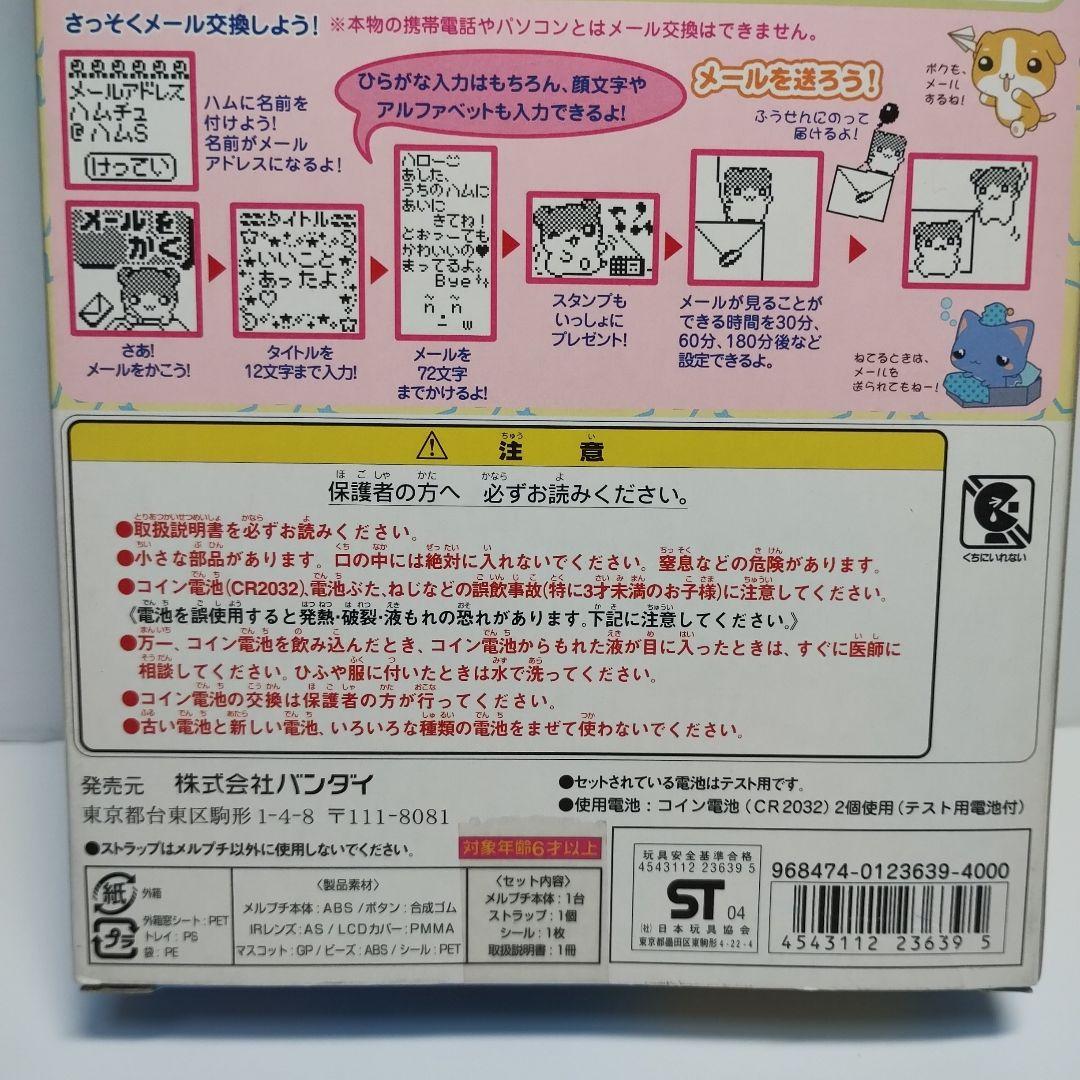 さっそくメール交換しよう! ※本物の携帯電話やパソコンとはメール交換はできません。
メールアドレス
ハムチュ
@ハムS
けってい
ハムに名前を
付けよう!
名前がメール
アドレスになるよ!
ひらがな入力はもちろん、顔文字や
アルファベットも入力できるよ!
メールを送ろう!
ふうせんにのって
届けるよ!
ボクも、
メール
するね!
メールを
かく
さあ!
メールをかこう!
タイトル
いいこと
あったよ
♡
タイトルを
12文字まで入力!
ハロー
あした、
うちのハムに
あいに
きてね!
どおってても
かわいいの♥
まってるよ。
Bye
メールを
72文字
までかけるよ!
スタンプも
いっしょに
プレゼント!
メールが見ることが
できる時間を30分、
60分、180分後など
設定できるよ。
ねてるときは、
メールを
送られてもねー!
注意
ちゅう い
保護者の方へ 必ずお読みください。
ほ ご しゃ かた かなら よ
●取扱説明書を必ずお読みください。
●小さな部品があります。口の中には絶対に入れないでください。窒息などの危険があります。
●コイン電池(CR2032)、電池ぶた、ねじなどの誤飲事故(特に3才未満のお子様)に注意してください。
《電池を誤使用すると発熱・破裂・液もれの恐れがあります。下記に注意してください。》
●万一、コイン電池を飲み込んだとき、コイン電池からもれた液が目に入ったときは、すぐに医師に
相談してください。ひふや服に付いたときは水で洗ってください。
●コイン電池の交換は保護者の方が行ってください。
●古い電池と新しい電池、いろいろな種類の電池をまぜて使わないでください。
くちにいれない
発売元 株式会社バンダイ
東京都台東区駒形1-4-8 〒111-8081
●セットされている電池はテスト用です。
●使用電池:コイン電池(CR2032)2個使用(テスト用電池付)
●ストラップはメルプチ以外に使用しないでください。
対象年齢6才以上
紙 外箱
プラ
外箱窓シート:PET
トレイ:PS
袋:PE
〈製品素材〉
メルプチ本体:ABS/ボタン:合成ゴム
IRレンズ:AS/LCDカバー:PMMA
マスコット:GP/ビーズ:ABS/シール:PET
〈セット内容〉
メルプチ本体:1台
ストラップ:1個
シール:1枚
取扱説明書:1冊
玩具安全基準合格
4543112 23639 5
ST 04
(社)日本玩具協会
東京都墨田区東駒形4-22-4
968474-0123639-4000
4543112 23639 5